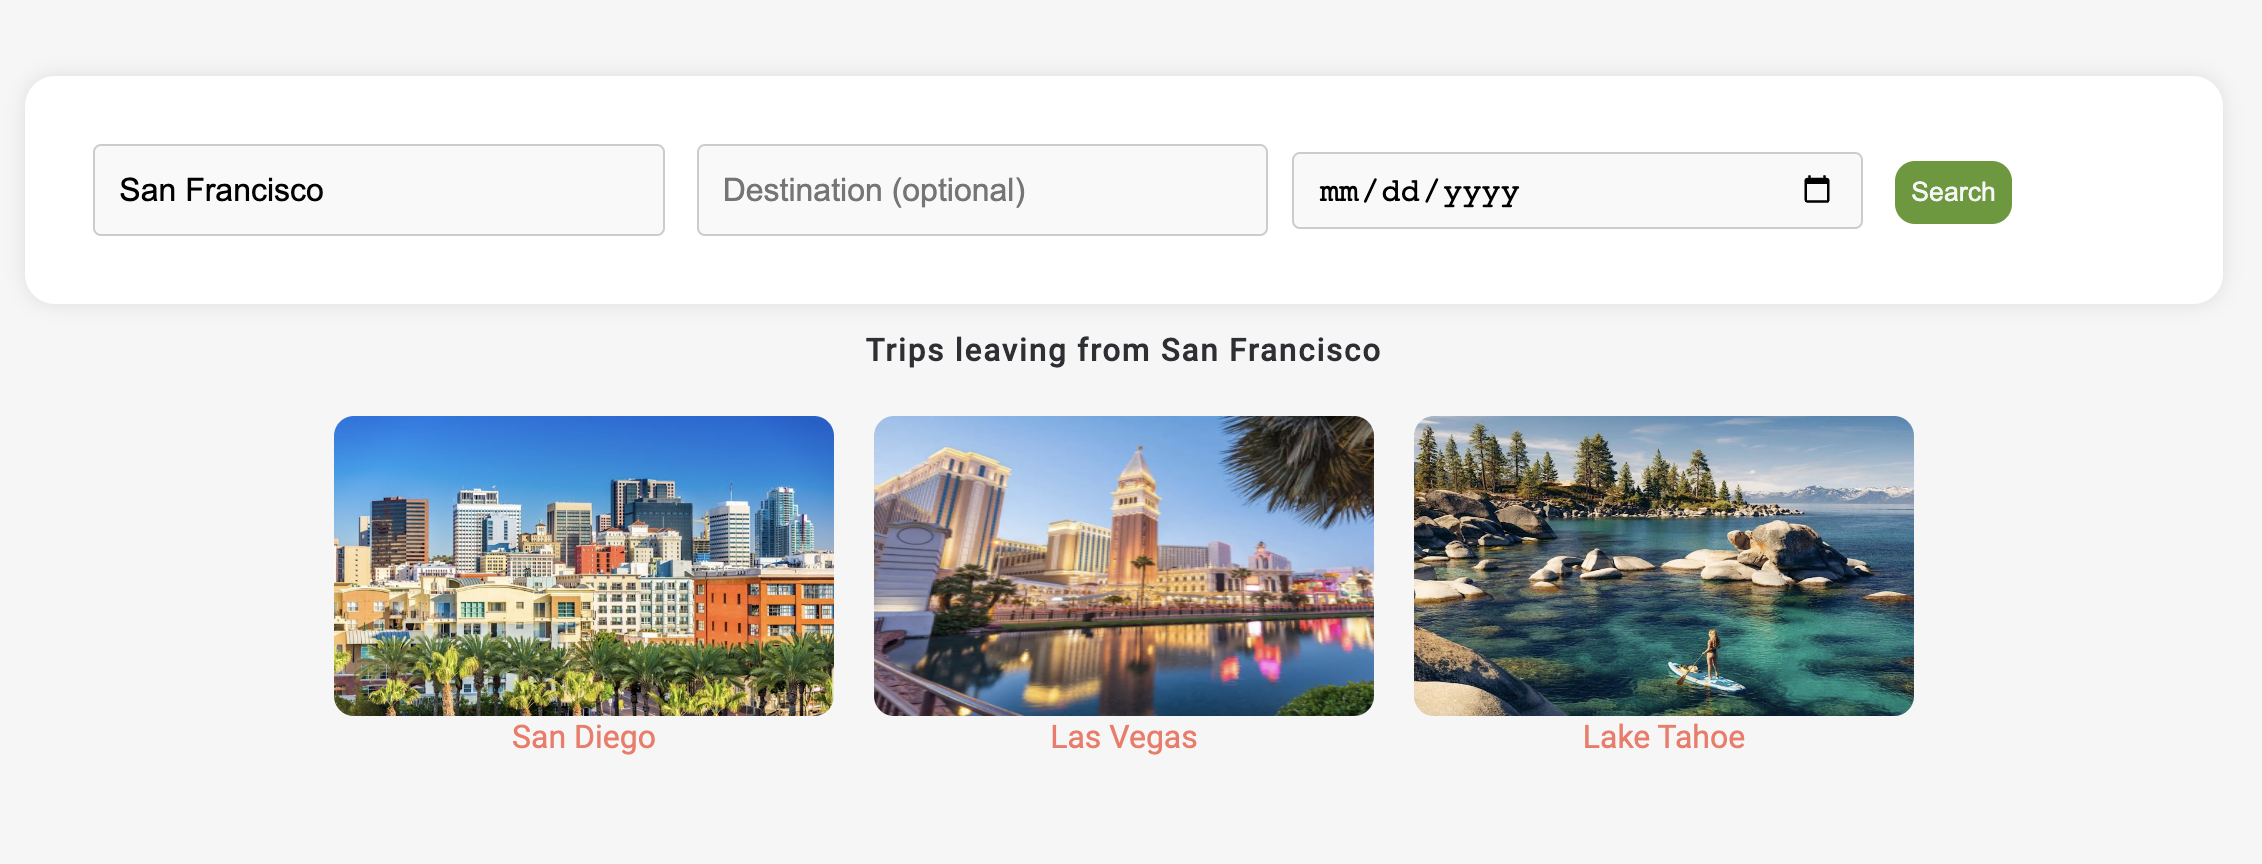 San Francisco
Destination (optional)
mm/dd/yyyy
Search
Trips leaving from San Francisco
San Diego
Las Vegas
Lake Tahoe